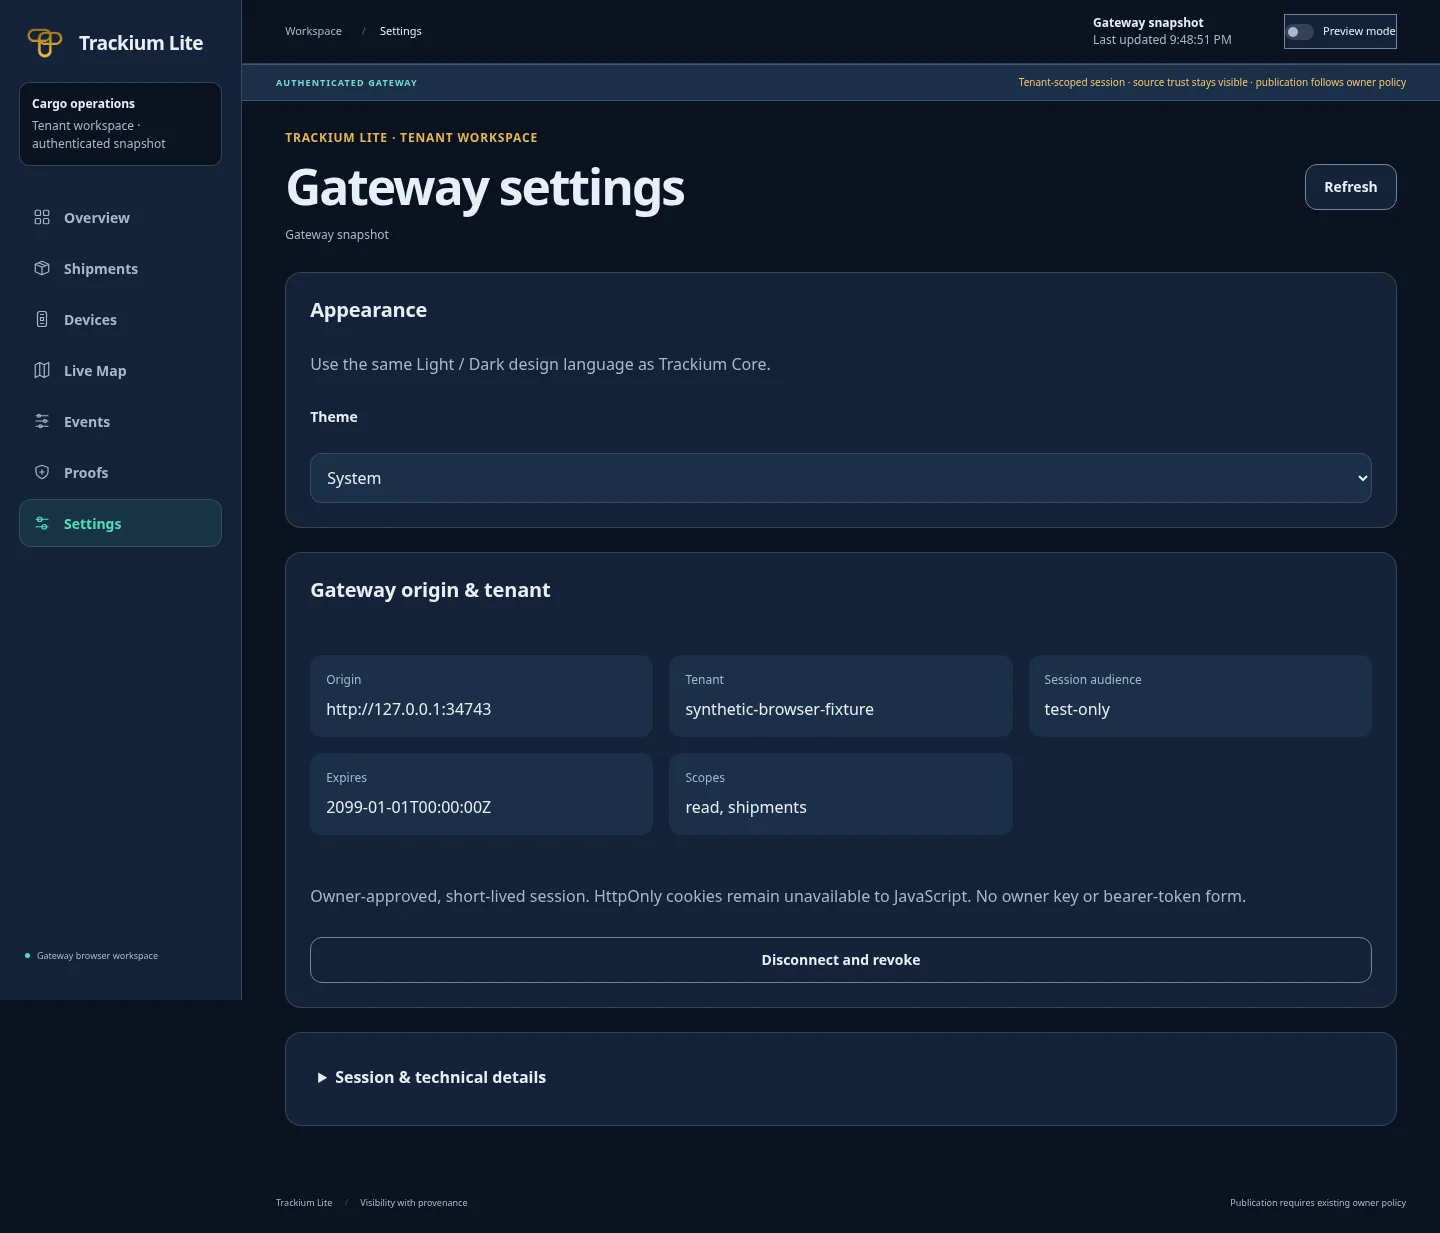 Trackium Lite
Cargo operations
Tenant workspace ·
authenticated snapshot
Overview
Shipments
Devices
Live Map
Events
Proofs
Settings
Gateway browser workspace
Workspace / Settings
Gateway snapshot
Last updated 9:48:51 PM
Preview mode
AUTHENTICATED GATEWAY
Tenant-scoped session · source trust stays visible · publication follows owner policy
TRACKIUM LITE · TENANT WORKSPACE
Gateway settings
Refresh
Gateway snapshot
Appearance
Use the same Light / Dark design language as Trackium Core.
Theme
System
Gateway origin & tenant
Origin
http://127.0.0.1:34743
Tenant
synthetic-browser-fixture
Session audience
test-only
Expires
2099-01-01T00:00:00Z
Scopes
read, shipments
Owner-approved, short-lived session. HttpOnly cookies remain unavailable to JavaScript. No owner key or bearer-token form.
Disconnect and revoke
Session & technical details
Trackium Lite / Visibility with provenance
Publication requires existing owner policy